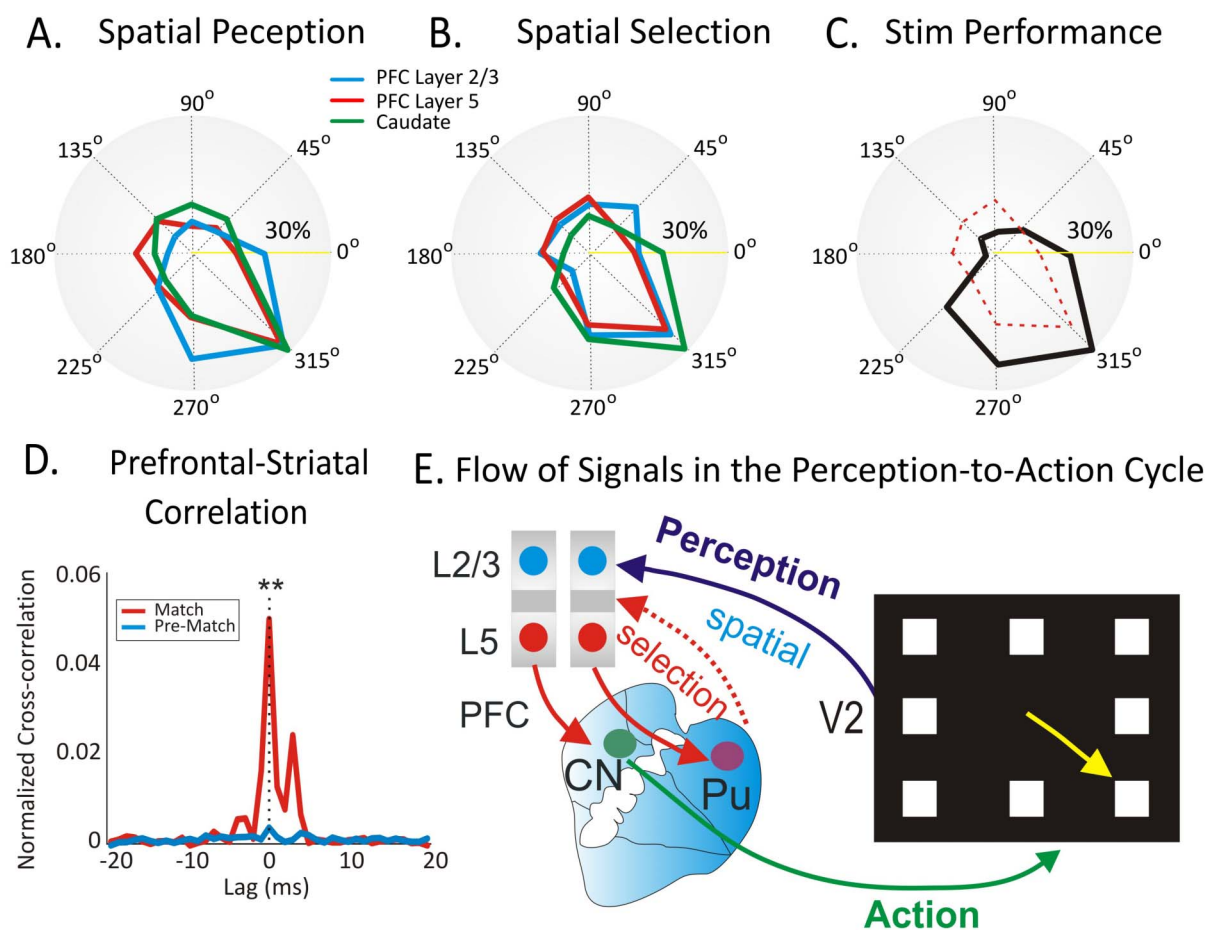 A. Spatial Peception
B. Spatial Selection
C. Stim Performance
PFC Layer 2/3
PFC Layer 5
Caudate
90°
135°
45°
30%
180°
0°
225°
315°
270°
90°
135°
45°
30%
180°
0°
225°
315°
270°
90°
135°
45°
30%
180°
0°
225°
315°
270°
D. Prefrontal-Striatal
Correlation
Normalized Cross-correlation
0.06
0.04
0.02
0
**
Match
Pre-Match
-20 -10 0 10 20
Lag (ms)
E. Flow of Signals in the Perception-to-Action Cycle
L2/3
L5
PFC
Perception
spatial
selection
V2
CN
Pu
Action